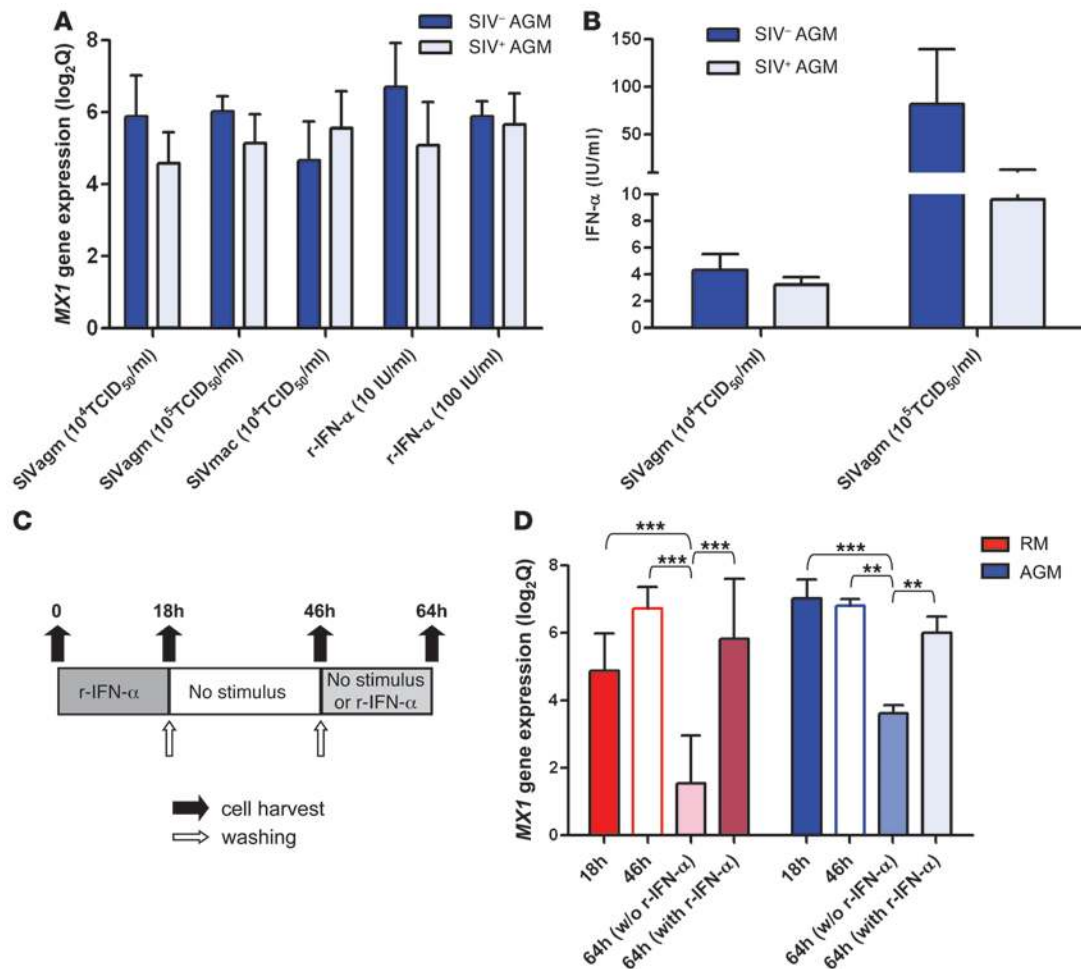 A
SIV⁻ AGM
SIV⁺ AGM
MX1 gene expression (log₂Q)
8
6
4
2
0
SIVagm (10⁴TCID₅₀/ml)
SIVagm (10⁵TCID₅₀/ml)
SIVmac (10⁴TCID₅₀/ml)
r-IFN-α (10 IU/ml)
r-IFN-α (100 IU/ml)
B
SIV⁻ AGM
SIV⁺ AGM
IFN-α (IU/ml)
150
100
50
10
8
6
4
2
0
SIVagm (10⁴TCID₅₀/ml)
SIVagm (10⁵TCID₅₀/ml)
C
0 18h 46h 64h
r-IFN-α
No stimulus
No stimulus
or r-IFN-α
cell harvest
washing
D
RM
AGM
MX1 gene expression (log₂Q)
8
6
4
2
0
*** *** ***
*** ** **
18h
46h
64h (w/o r-IFN-α)
64h (with r-IFN-α)
18h
46h
64h (w/o r-IFN-α)
64h (with r-IFN-α)